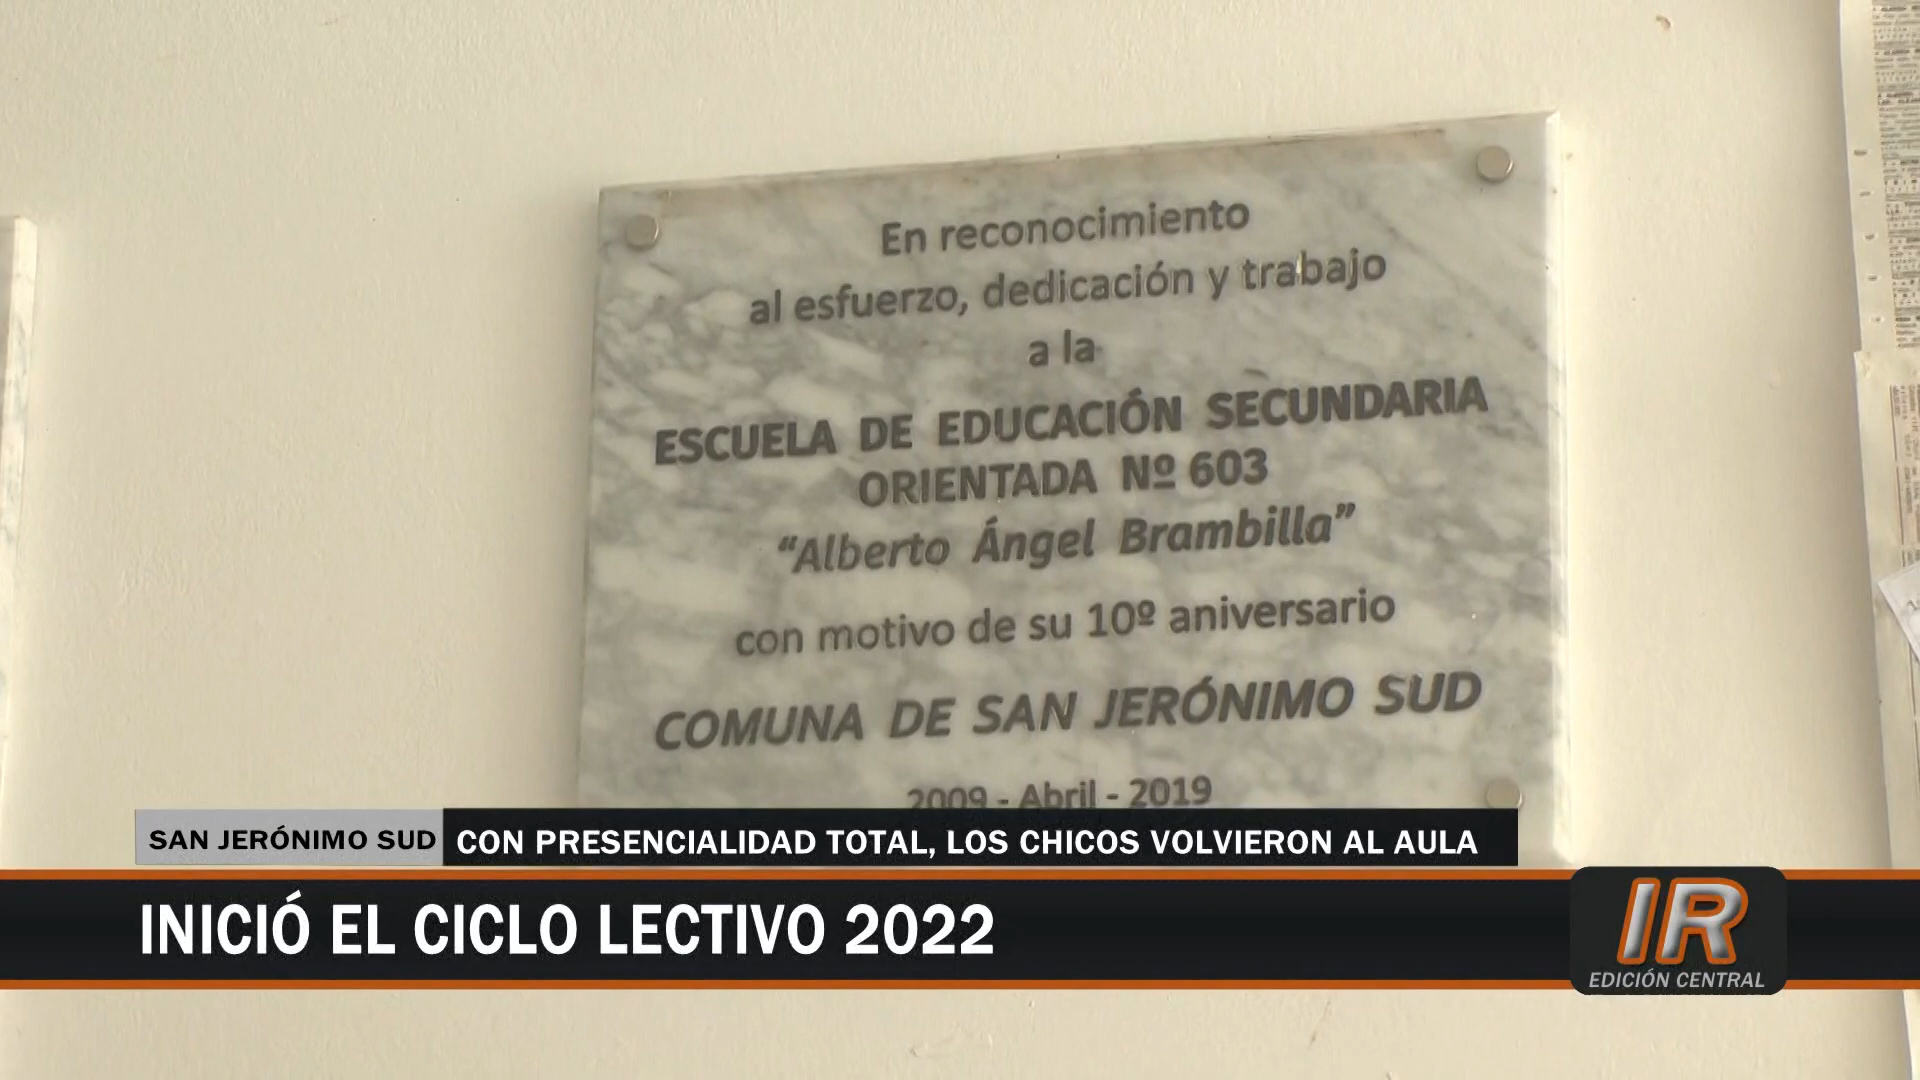 En reconocimiento
al esfuerzo, dedicación y trabajo
a la
ESCUELA DE EDUCACIÓN SECUNDARIA
ORIENTADA Nº 603
“Alberto Ángel Brambilla”
con motivo de su 10º aniversario
COMUNA DE SAN JERÓNIMO SUD
2009 - Abril - 2019
SAN JERÓNIMO SUD CON PRESENCIALIDAD TOTAL, LOS CHICOS VOLVIERON AL AULA
INICIÓ EL CICLO LECTIVO 2022
IR
EDICIÓN CENTRAL